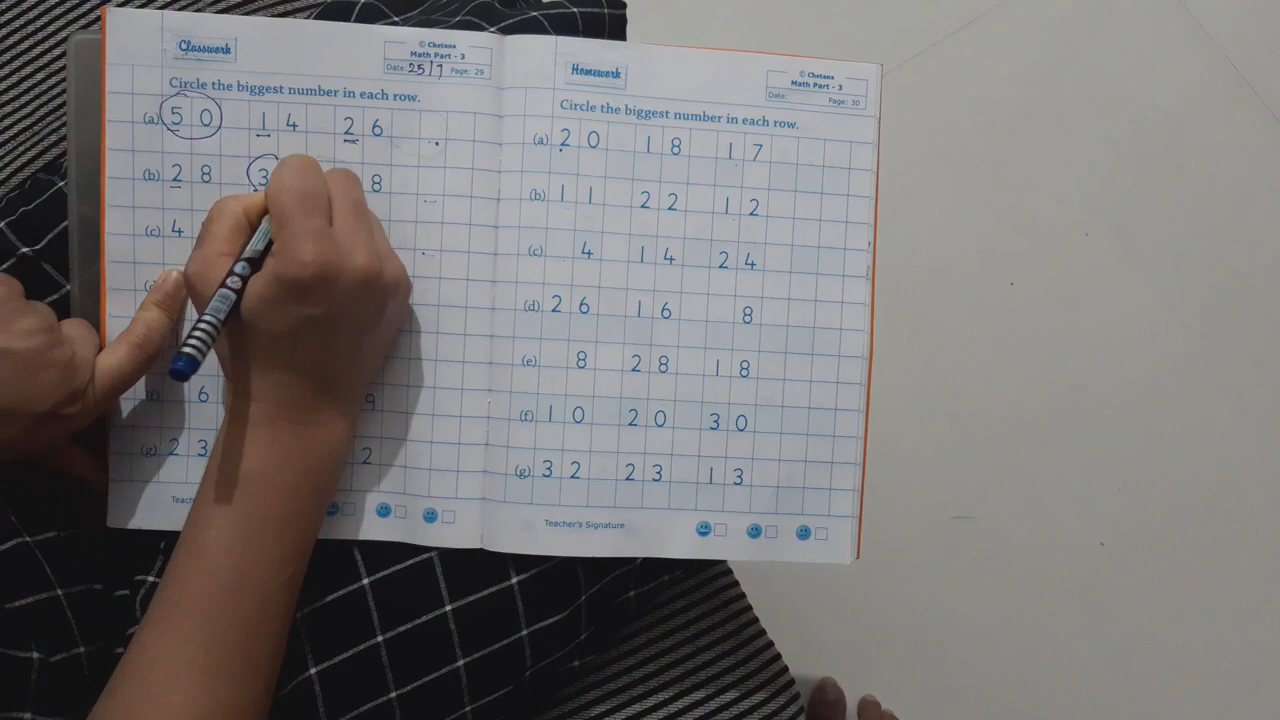 Classwork
© Chetana
Math Part - 3
Date: 25/7 Page: 29
Circle the biggest number in each row.
(a) 50 14 26
(b) 28 3 8
(c) 4
6 9
(g) 23 2
Homework
© Chetana
Math Part - 3
Date: Page: 30
Circle the biggest number in each row.
(a) 20 18 17
(b) 11 22 12
(c) 4 14 24
(d) 26 16 8
(e) 8 28 18
(f) 10 20 30
(g) 32 23 13
Teacher's Signature